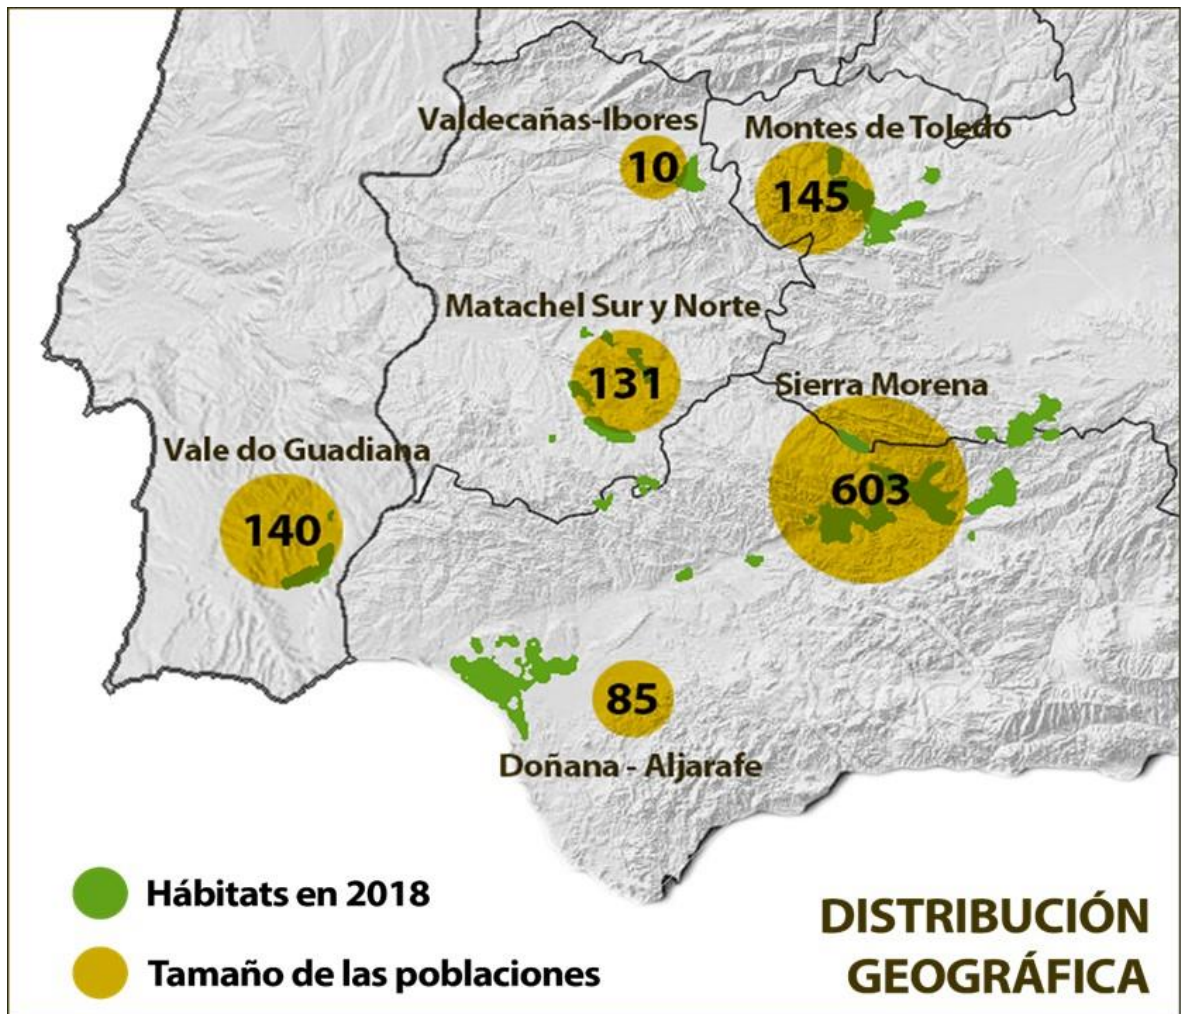 Valdecañas-Ibores
10
Montes de Toledo
145
Matachel Sur y Norte
131
Sierra Morena
603
Vale do Guadiana
140
85
Doñana - Aljarafe
Hábitats en 2018
Tamaño de las poblaciones
DISTRIBUCIÓN
GEOGRÁFICA